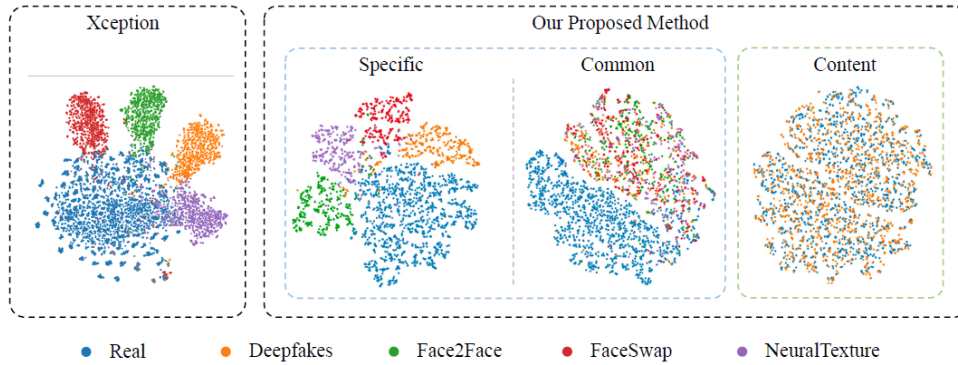 Xception
Our Proposed Method
Specific
Common
Content
Real
Deepfakes
Face2Face
FaceSwap
NeuralTexture